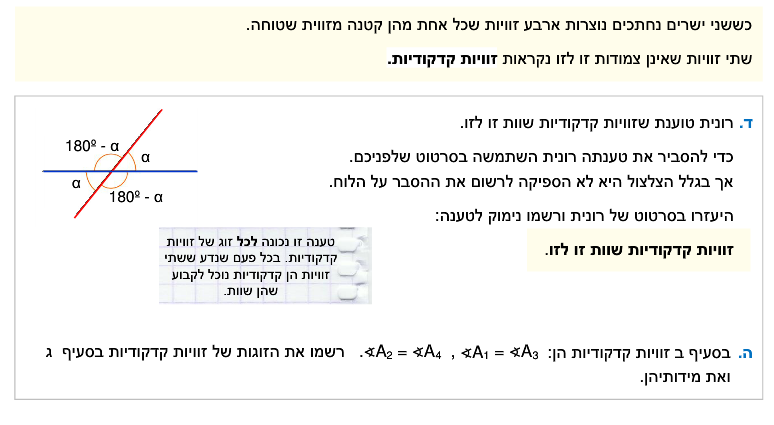 כששני ישרים נחתכים נוצרות ארבע זוויות שכל אחת מהן קטנה מזווית שטוחה.
שתי זוויות שאינן צמודות זו לזו נקראות זוויות קדקודיות.
ד. רונית טוענת שזוויות קדקודיות שוות זו לזו.
כדי להסביר את טענתה רונית השתמשה בסרטוט שלפניכם.
אך בגלל הצלצול היא לא הספיקה לרשום את ההסבר על הלוח.
היעזרו בסרטוט של רונית ורשמו נימוק לטענה:
זוויות קדקודיות שוות זו לזו.
180º - α
α
α
180º - α
טענה זו נכונה לכל זוג של זוויות
קדקודיות. בכל פעם שנדע ששתי
זוויות הן קדקודיות נוכל לקבוע
שהן שוות.
ה. בסעיף ב זוויות קדקודיות הן: ∢A₁ = ∢A₃ , ∢A₂ = ∢A₄. רשמו את הזוגות של זוויות קדקודיות בסעיף ג
ואת מידותיהן.